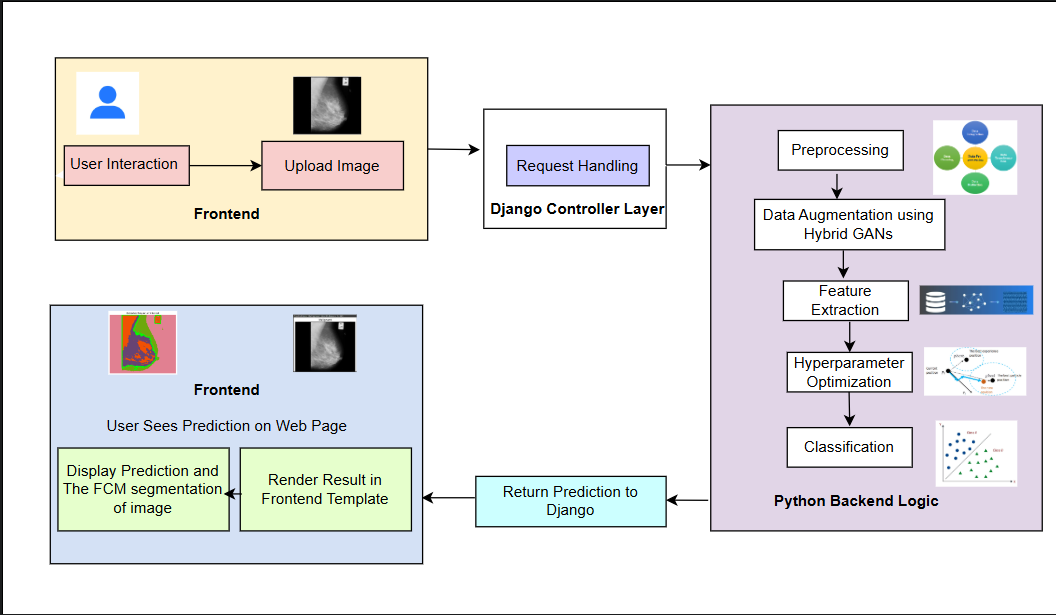 User Interaction
Upload Image
Frontend
Request Handling
Django Controller Layer
Preprocessing
Data Augmentation using
Hybrid GANs
Feature
Extraction
Hyperparameter
Optimization
Classification
Python Backend Logic
Return Prediction to
Django
Frontend
User Sees Prediction on Web Page
Render Result in
Frontend Template
Display Prediction and
The FCM segmentation
of image